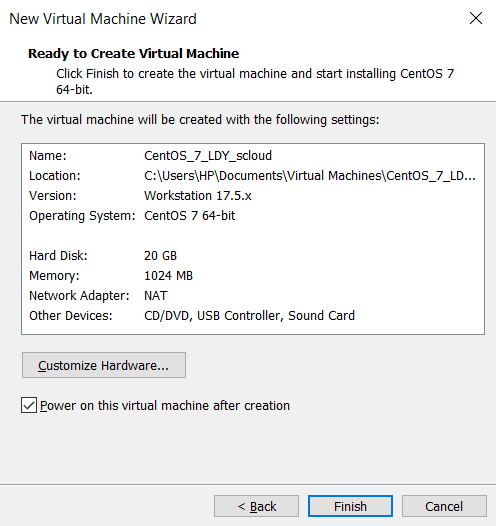 New Virtual Machine Wizard
Ready to Create Virtual Machine
Click Finish to create the virtual machine and start installing CentOS 7
64-bit.
The virtual machine will be created with the following settings:
Name: CentOS_7_LDY_scloud
Location: C:\Users\HP\Documents\Virtual Machines\CentOS_7_LD...
Version: Workstation 17.5.x
Operating System: CentOS 7 64-bit
Hard Disk: 20 GB
Memory: 1024 MB
Network Adapter: NAT
Other Devices: CD/DVD, USB Controller, Sound Card
Customize Hardware...
Power on this virtual machine after creation
< Back Finish Cancel